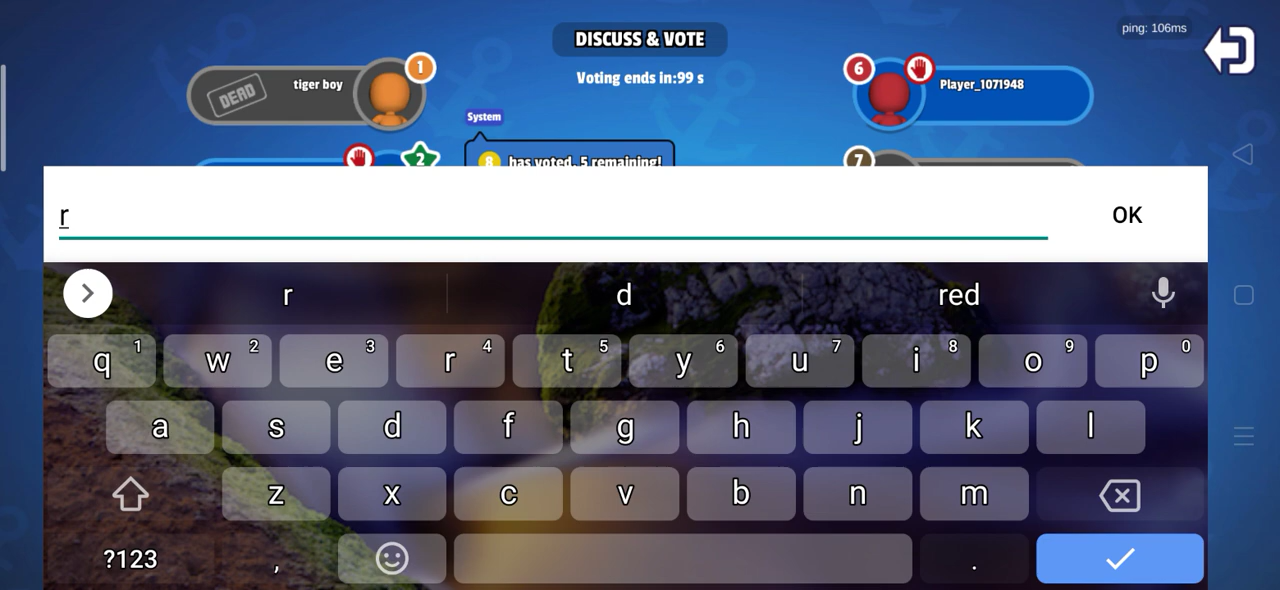 ping: 106ms
DISCUSS & VOTE
Voting ends in:99 s
1
tiger boy
DEAD
6
Player_1071948
System
2
8 has voted, 5 remaining!
7
r
OK
r d red
q 1 w 2 e 3 r 4 t 5 y 6 u 7 i 8 o 9 p 0
a s d f g h j k l
z x c v b n m
?123 , .